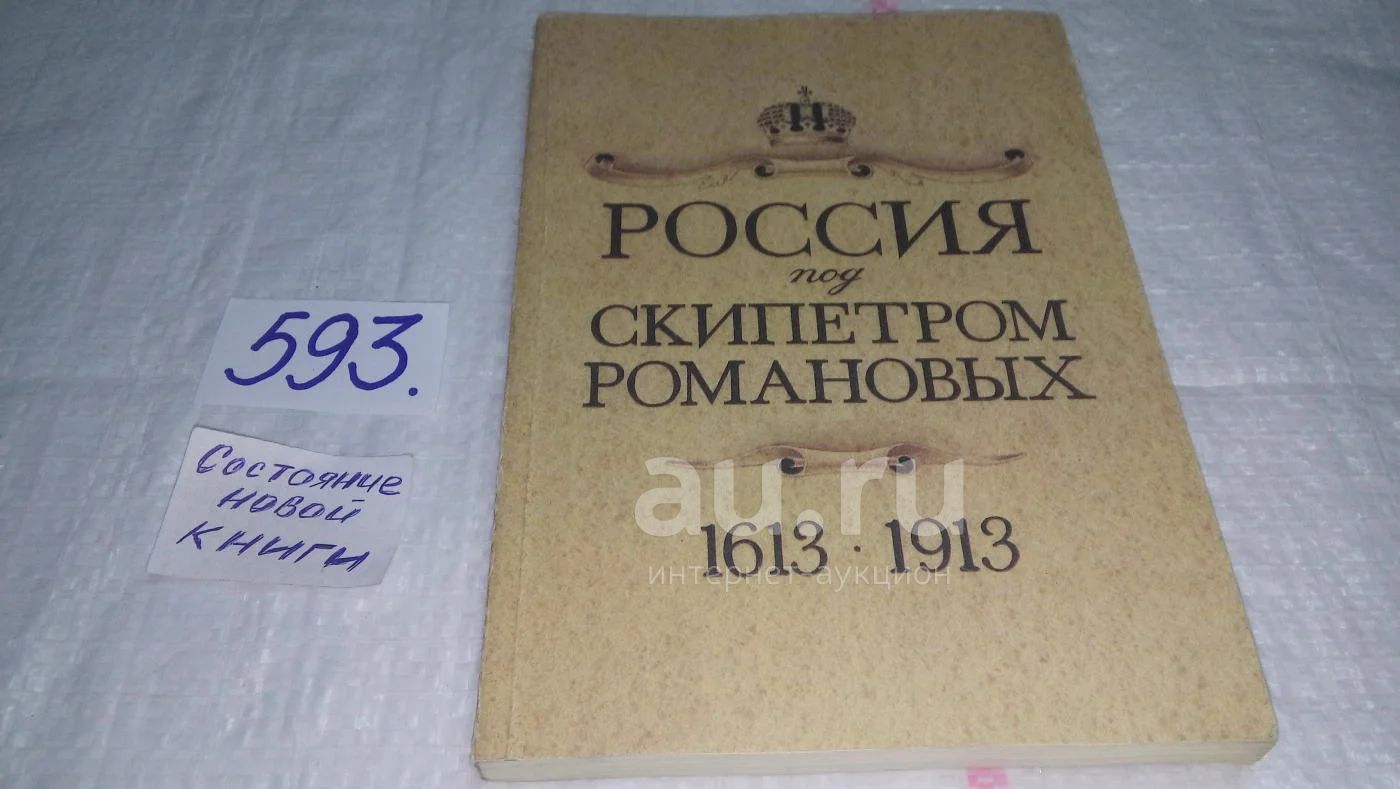 РОССИЯ
под
СКИПЕТРОМ
РОМАНОВЫХ
1613 · 1913
593.
Состояние
новой
книги
au.ru
интернет аукцион